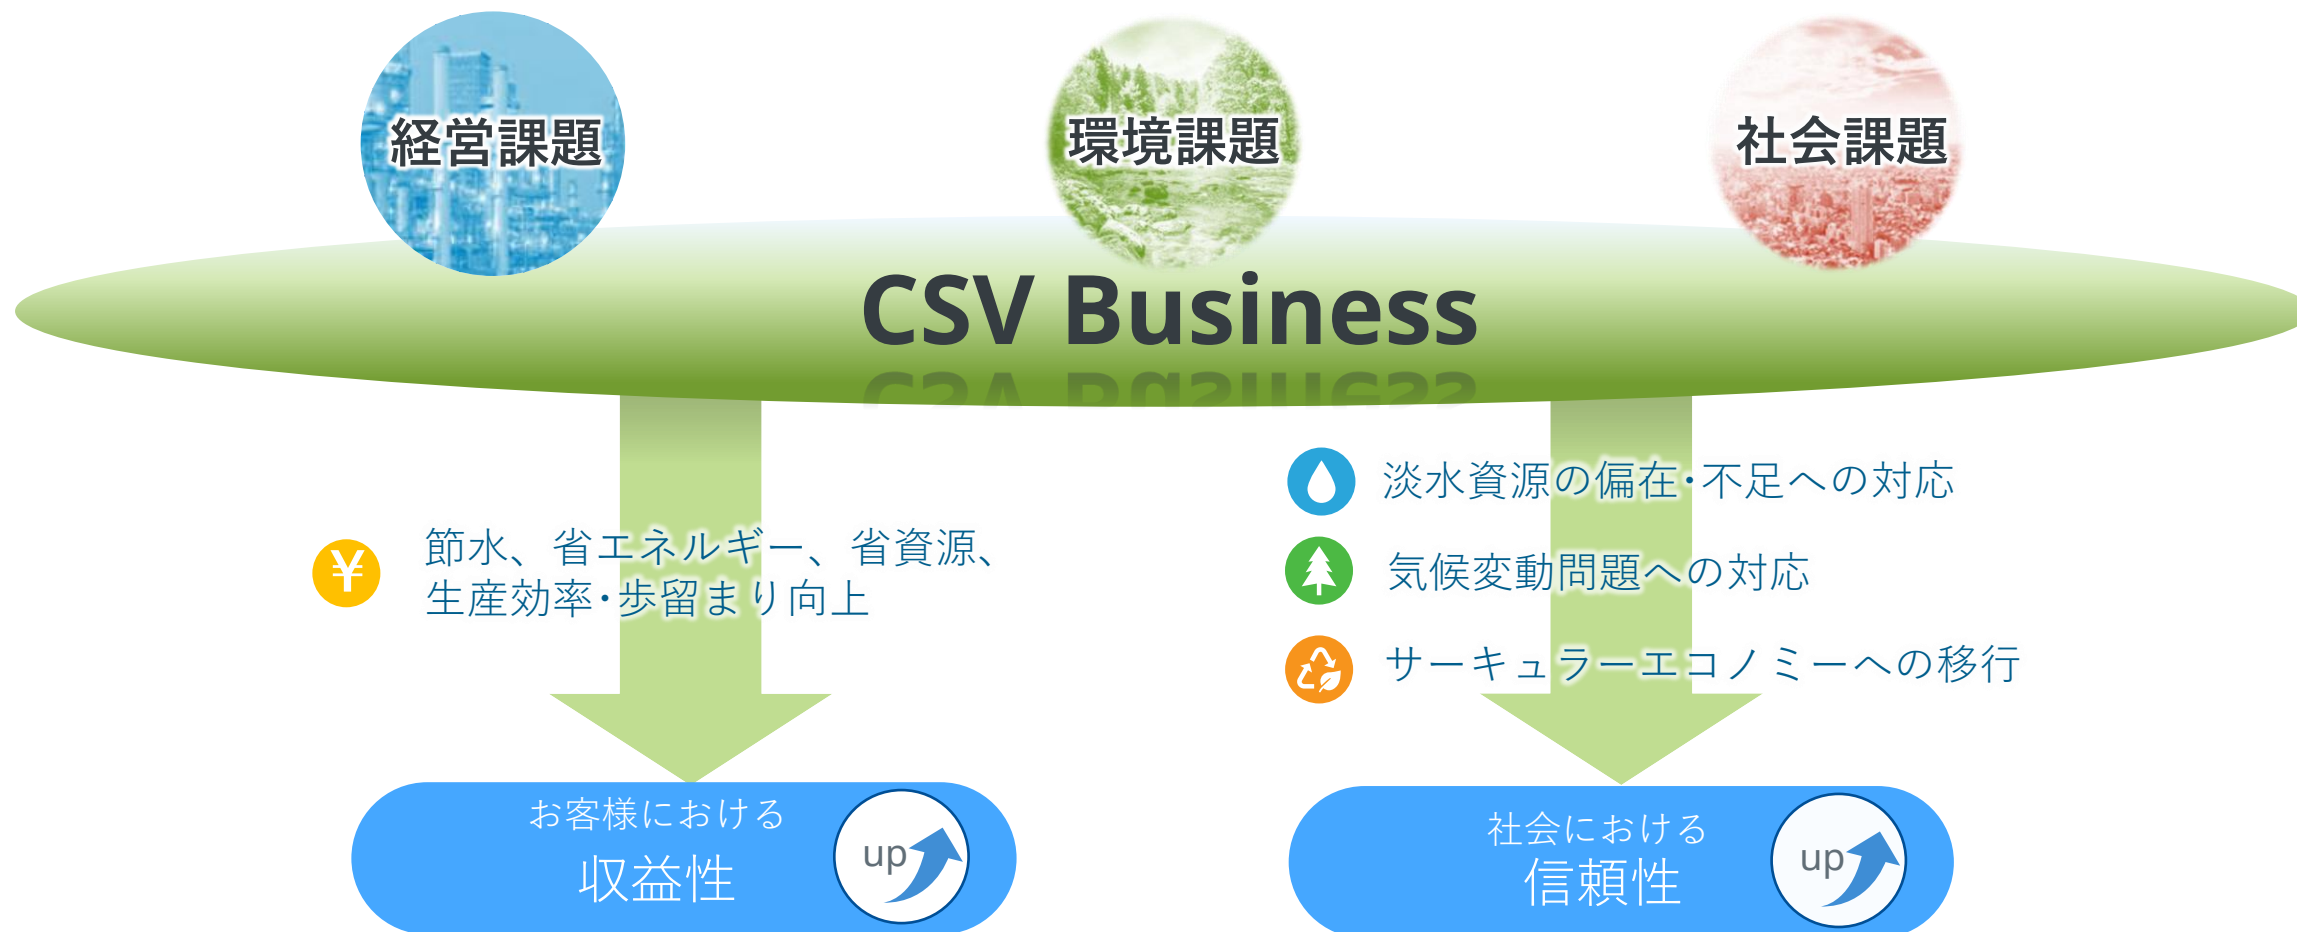 経営課題
環境課題
社会課題
CSV Business
¥
節水、省エネルギー、省資源、
生産効率･歩留まり向上
淡水資源の偏在･不足への対応
気候変動問題への対応
サーキュラーエコノミーへの移行
お客様における
収益性
up
社会における
信頼性
up